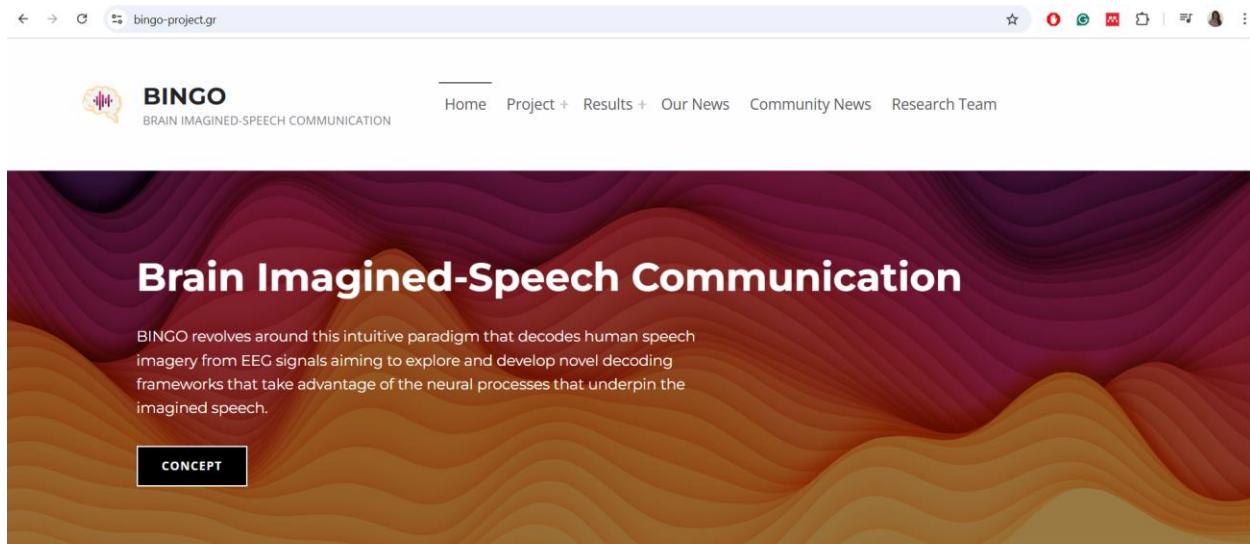 bingo-project.gr
BINGO
BRAIN IMAGINED-SPEECH COMMUNICATION
Home Project + Results + Our News Community News Research Team
Brain Imagined-Speech Communication
BINGO revolves around this intuitive paradigm that decodes human speech
imagery from EEG signals aiming to explore and develop novel decoding
frameworks that take advantage of the neural processes that underpin the
imagined speech.
CONCEPT